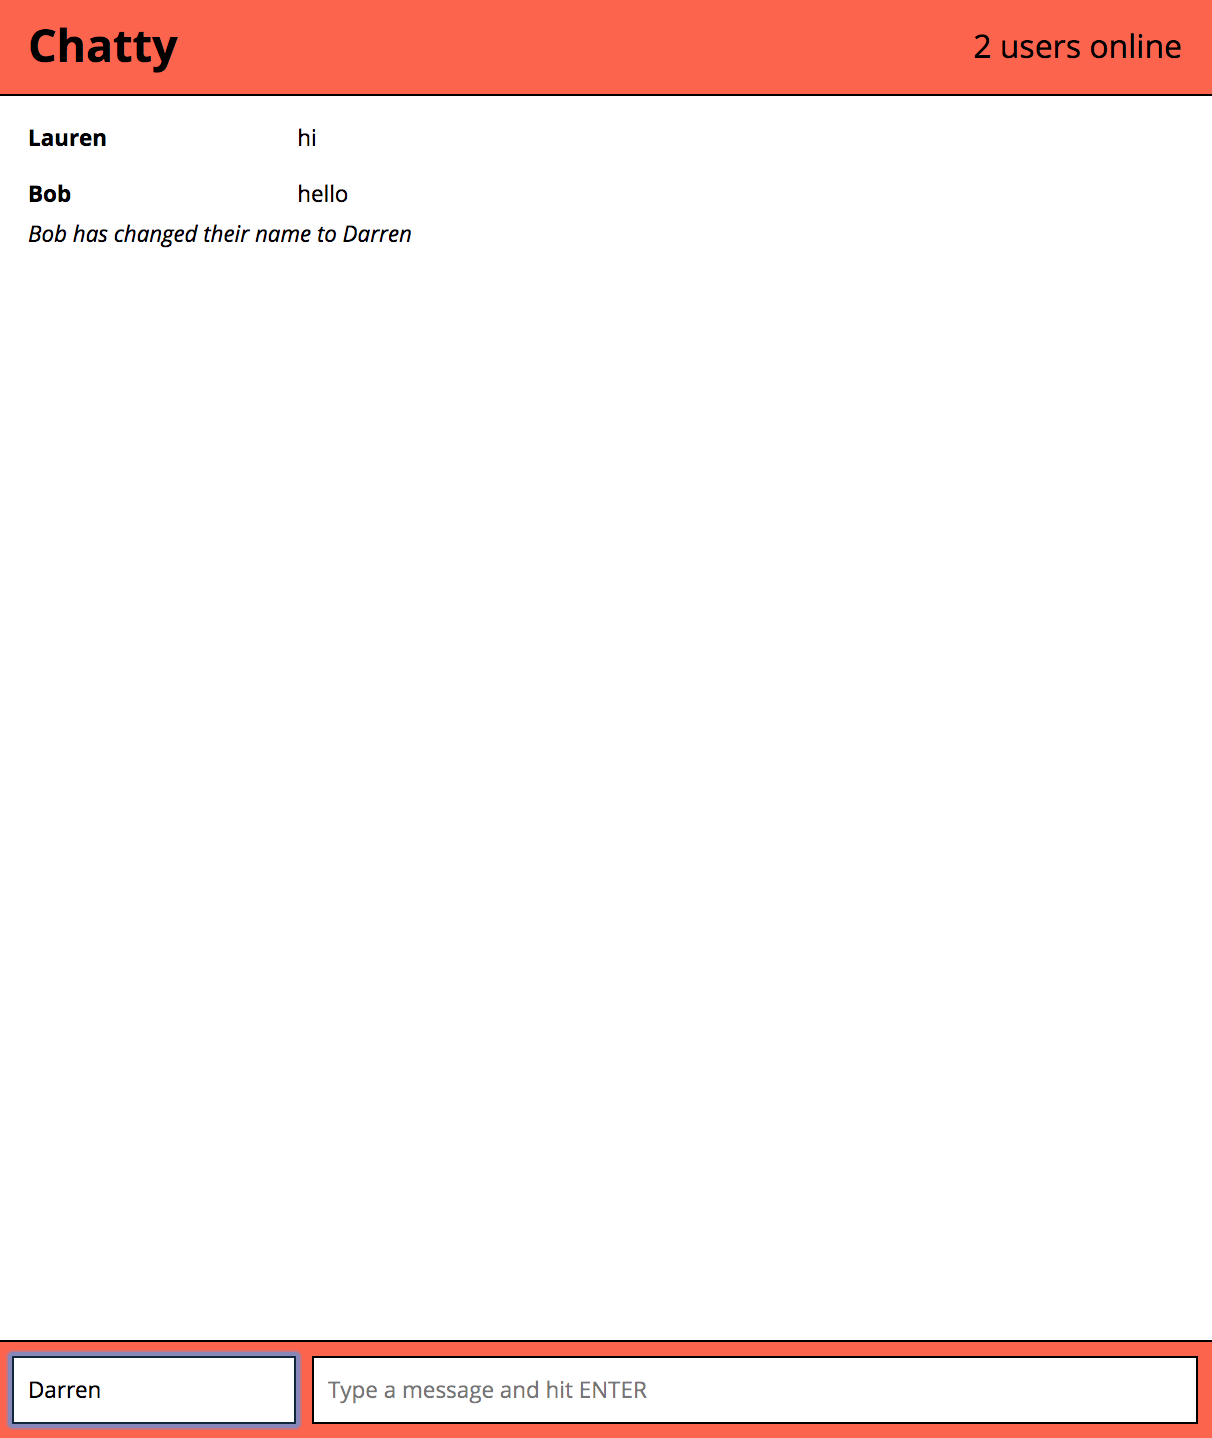 Chatty
2 users online
Lauren hi
Bob hello
Bob has changed their name to Darren
Darren
Type a message and hit ENTER